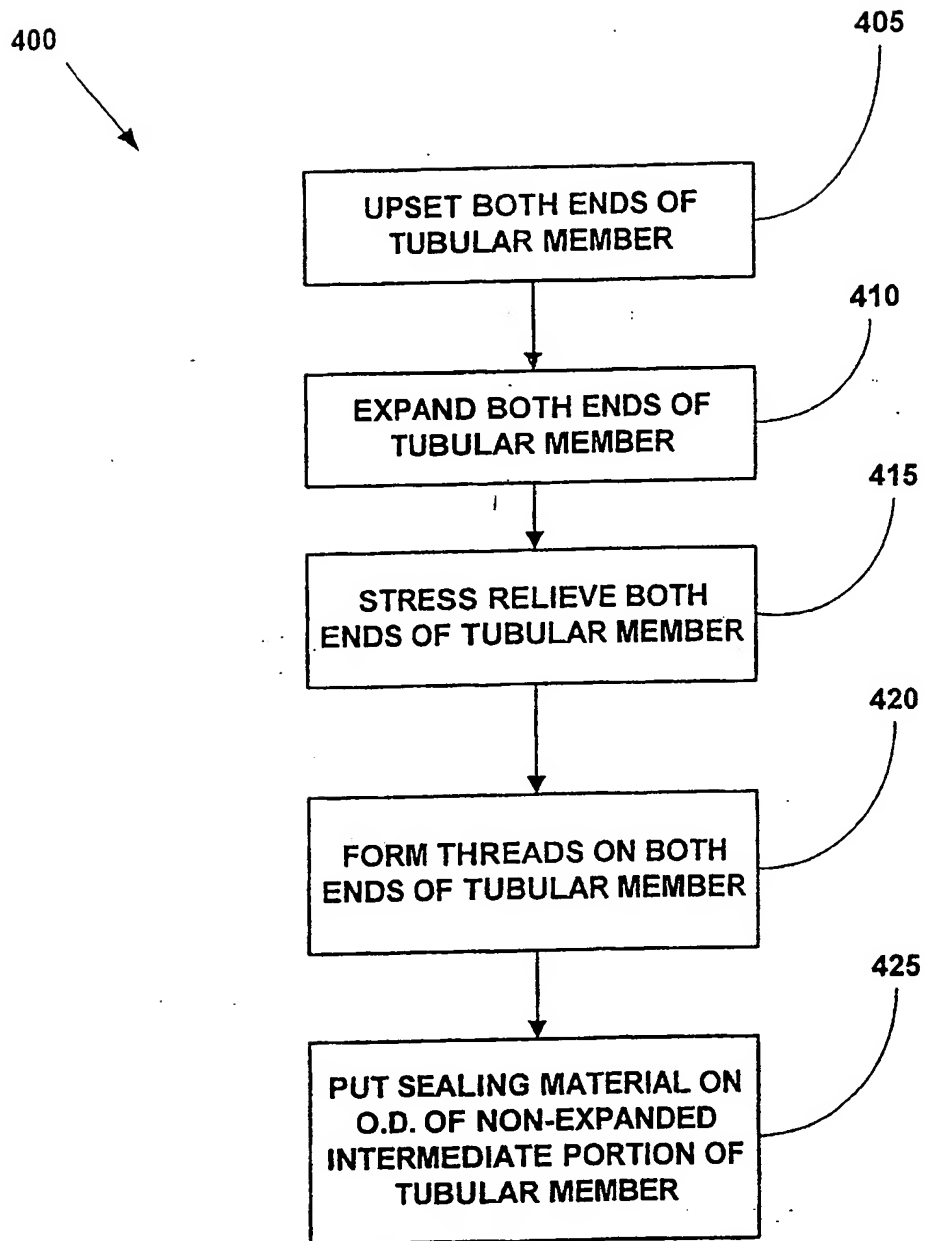 400
405
UPSET BOTH ENDS OF
TUBULAR MEMBER
410
EXPAND BOTH ENDS OF
TUBULAR MEMBER
415
STRESS RELIEVE BOTH
ENDS OF TUBULAR MEMBER
420
FORM THREADS ON BOTH
ENDS OF TUBULAR MEMBER
425
PUT SEALING MATERIAL ON
O.D. OF NON-EXPANDED
INTERMEDIATE PORTION OF
TUBULAR MEMBER